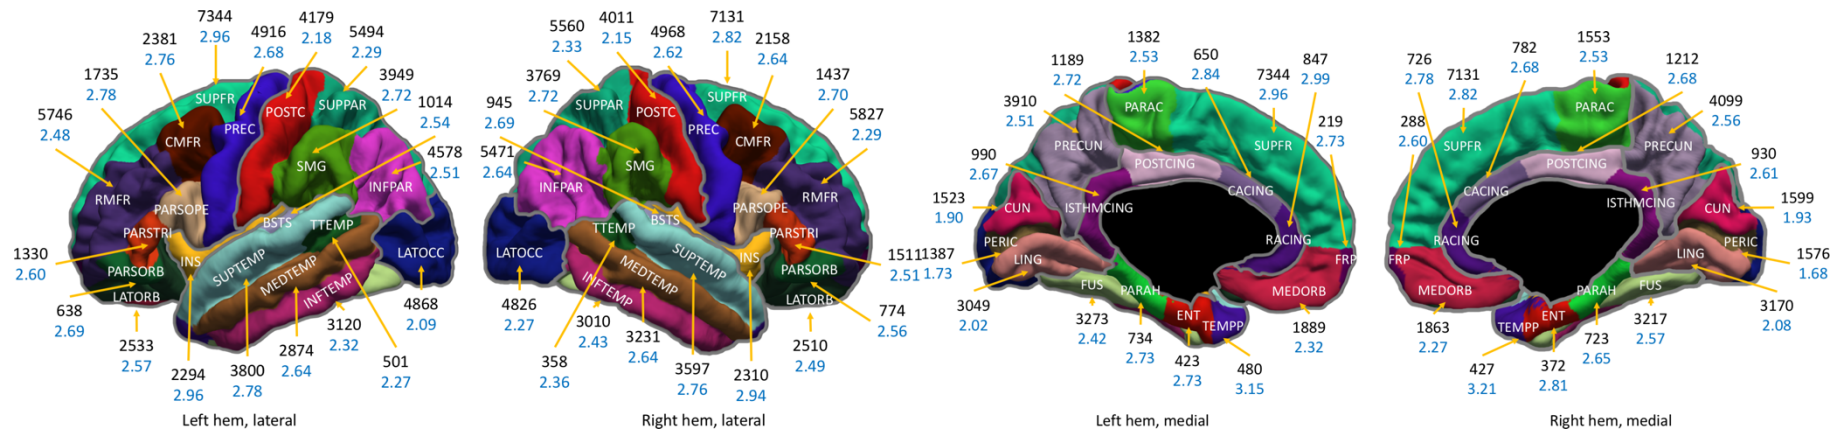 7344
2.96
4916
2.68
4179
2.18
5494
2.29
2381
2.76
3949
2.72
1735
2.78
1014
2.54
5746
2.48
4578
2.51
SUPFR
CMFR
PREC
POSTC
SUPPAR
SMG
INFPAR
RMFR
PARSOPE
PARSTRI
BSTS
TTEMP
LATOCC
INS
SUPTEMP
MEDTEMP
INFTEMP
PARSORB
LATORB
1330
2.60
638
2.69
2533
2.57
2294
2.96
3800
2.78
2874
2.64
3120
2.32
501
2.27
4868
2.09
Left hem, lateral
5560
2.33
4011
2.15
4968
2.62
7131
2.82
2158
2.64
3769
2.72
1437
2.70
945
2.69
5827
2.29
5471
2.64
SUPPAR
POSTC
PREC
SUPFR
CMFR
SMG
INFPAR
RMFR
PARSOPE
PARSTRI
BSTS
TTEMP
LATOCC
INS
SUPTEMP
MEDTEMP
INFTEMP
PARSORB
LATORB
1511
2.51
774
2.56
2510
2.49
2310
2.94
3597
2.76
3231
2.64
3010
2.43
358
2.36
4826
2.27
Right hem, lateral
1382
2.53
650
2.84
847
2.99
1189
2.72
7344
2.96
3910
2.51
219
2.73
990
2.67
1523
1.90
1387
1.73
PARAC
PRECUN
SUPFR
POSTCING
CACING
ISTHMCING
CUN
PERIC
LING
RACING
FRP
FUS
PARAH
MEDORB
ENT
TEMPP
3049
2.02
3273
2.42
734
2.73
423
2.73
480
3.15
1889
2.32
Left hem, medial
1553
2.53
782
2.68
1212
2.68
726
2.78
7131
2.82
4099
2.56
288
2.60
930
2.61
1599
1.93
1576
1.68
PARAC
PRECUN
SUPFR
POSTCING
CACING
ISTHMCING
CUN
PERIC
LING
RACING
FRP
FUS
PARAH
MEDORB
ENT
TEMPP
3170
2.08
3217
2.57
723
2.65
372
2.81
427
3.21
1863
2.27
Right hem, medial